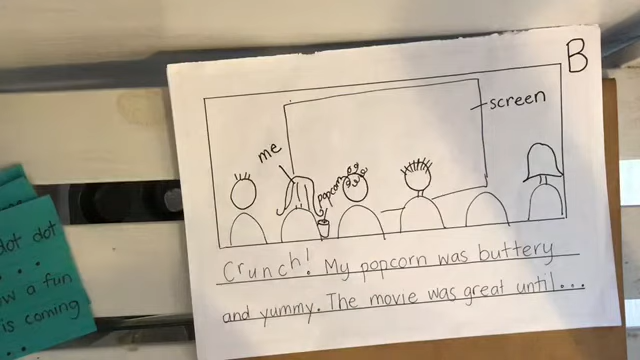 B
screen
me
popcorn
Crunch! My popcorn was buttery
and yummy. The movie was great until...
dot dot
...
w a fun
is coming
..